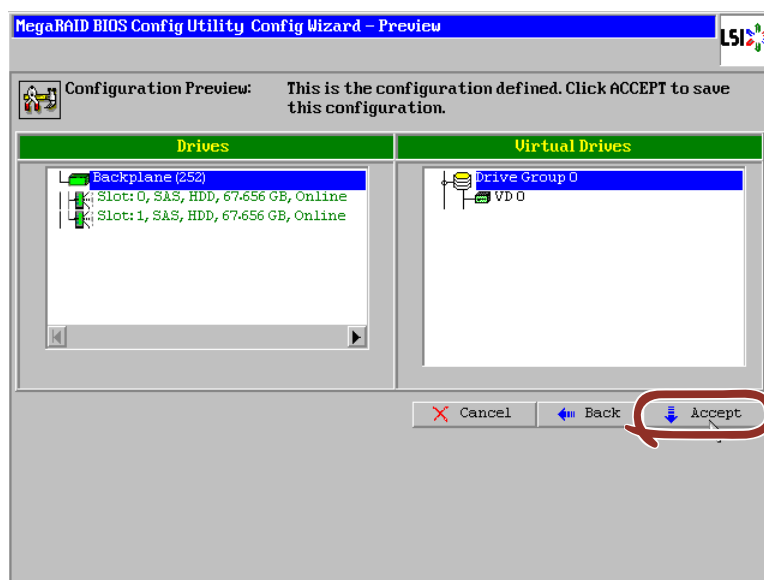 MegaRAID BIOS Config Utility Config Wizard – Preview
LSI
Configuration Preview: This is the configuration defined. Click ACCEPT to save
this configuration.
Drives
Backplane (252)
Slot: 0, SAS, HDD, 67.656 GB, Online
Slot: 1, SAS, HDD, 67.656 GB, Online
Virtual Drives
Drive Group 0
VD 0
Cancel
Back
Accept